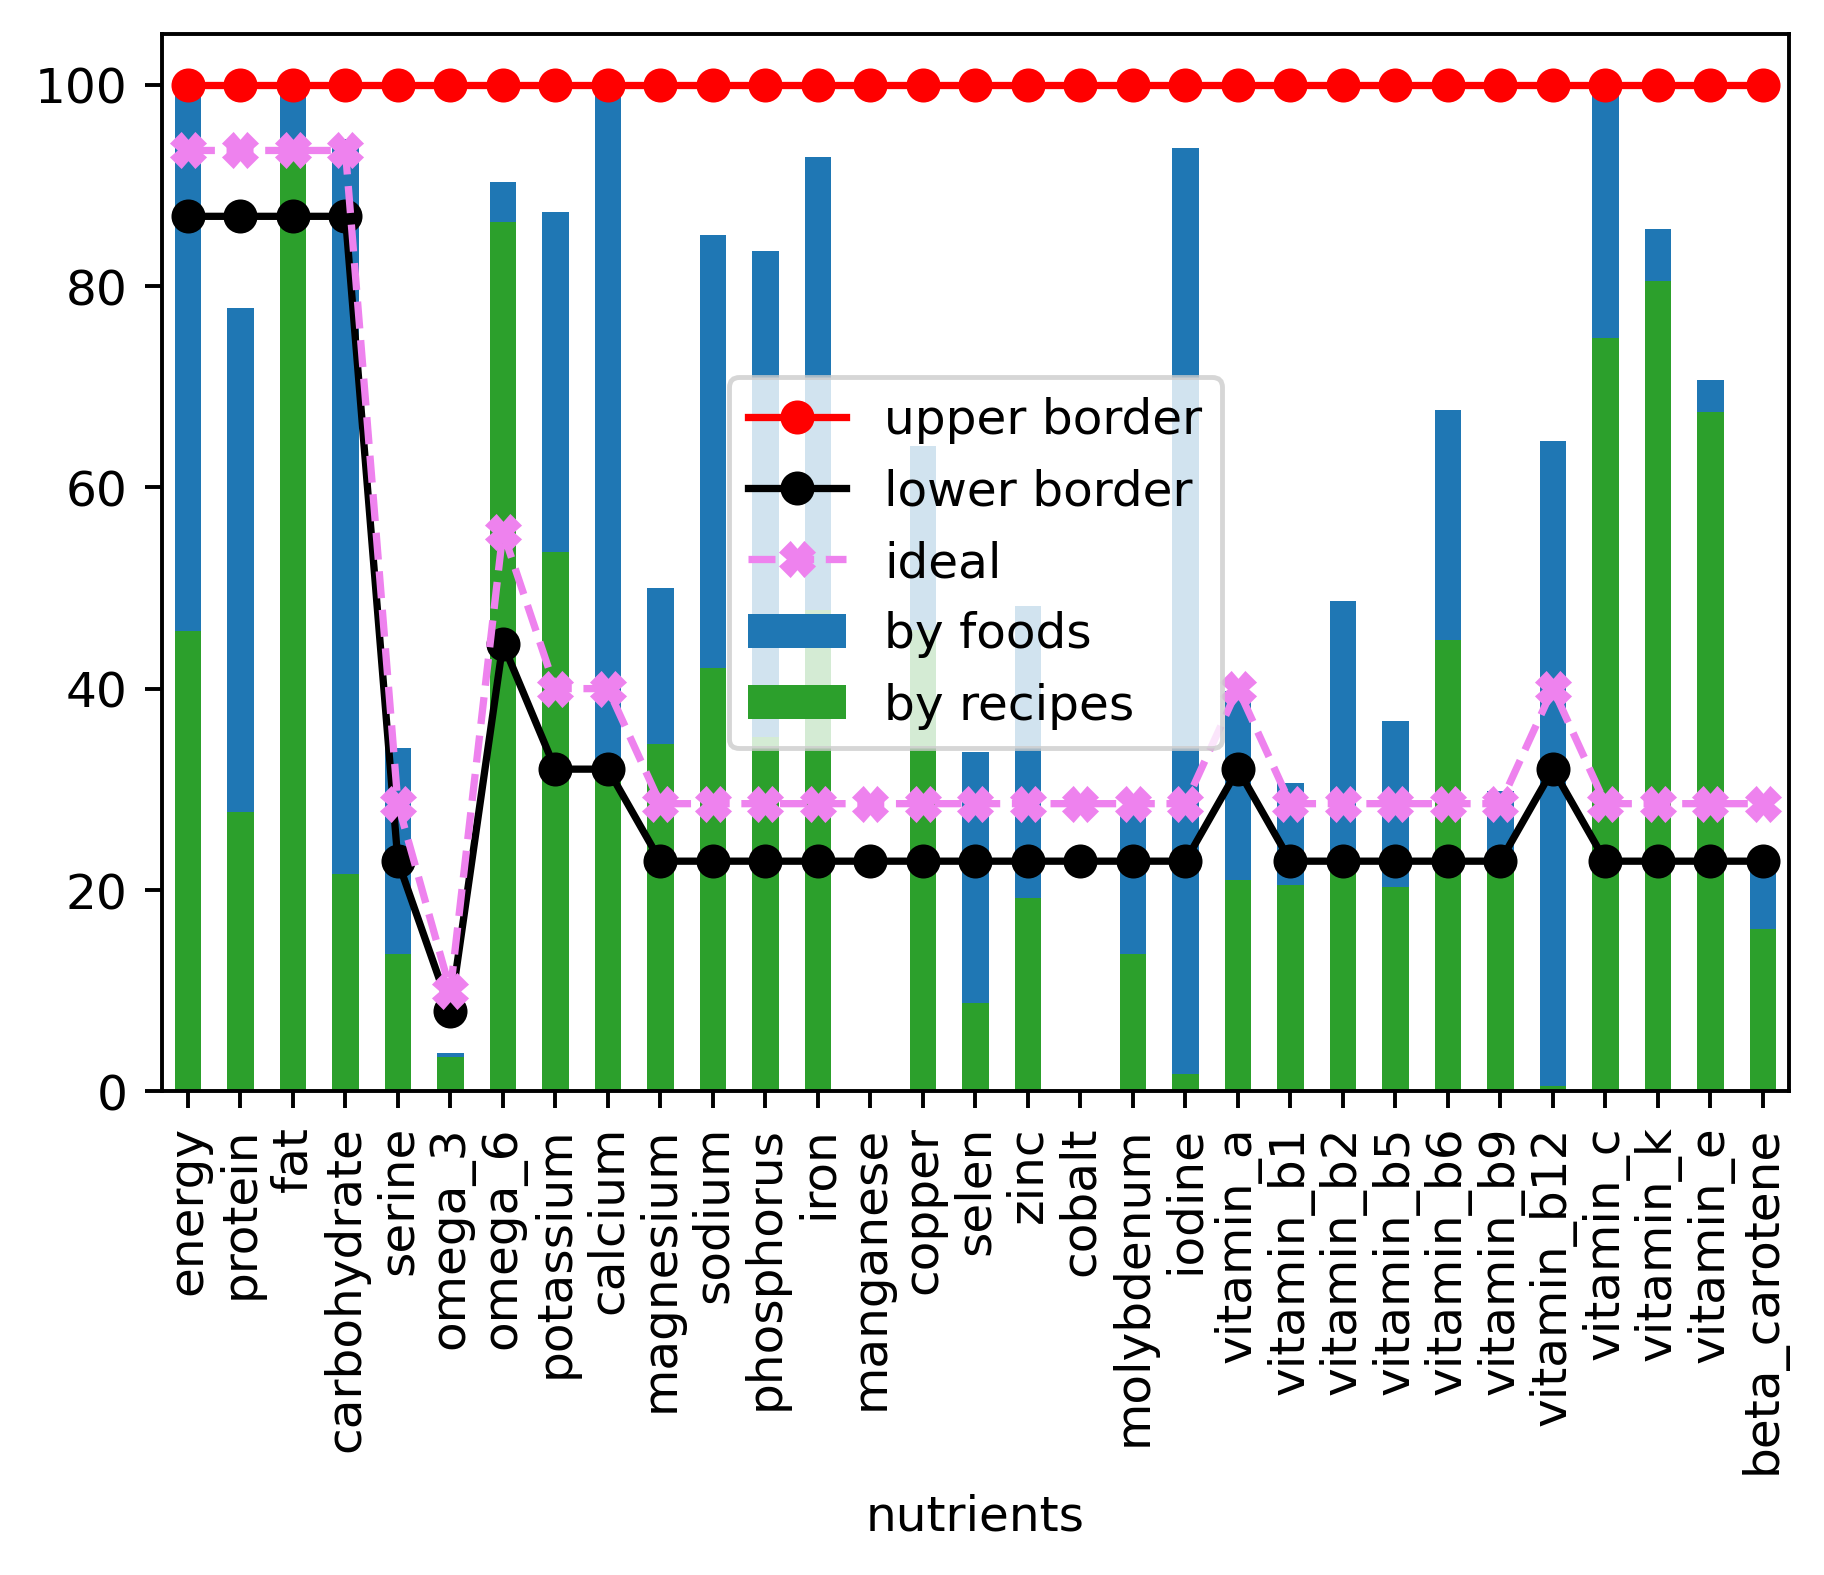 100
80
60
40
20
0
upper border
lower border
ideal
by foods
by recipes
energy
protein
fat
carbohydrate
serine
omega_3
omega_6
potassium
calcium
magnesium
sodium
phosphorus
iron
manganese
copper
selen
zinc
cobalt
molybdenum
iodine
vitamin_a
vitamin_b1
vitamin_b2
vitamin_b5
vitamin_b6
vitamin_b9
vitamin_b12
vitamin_c
vitamin_k
vitamin_e
beta_carotene
nutrients